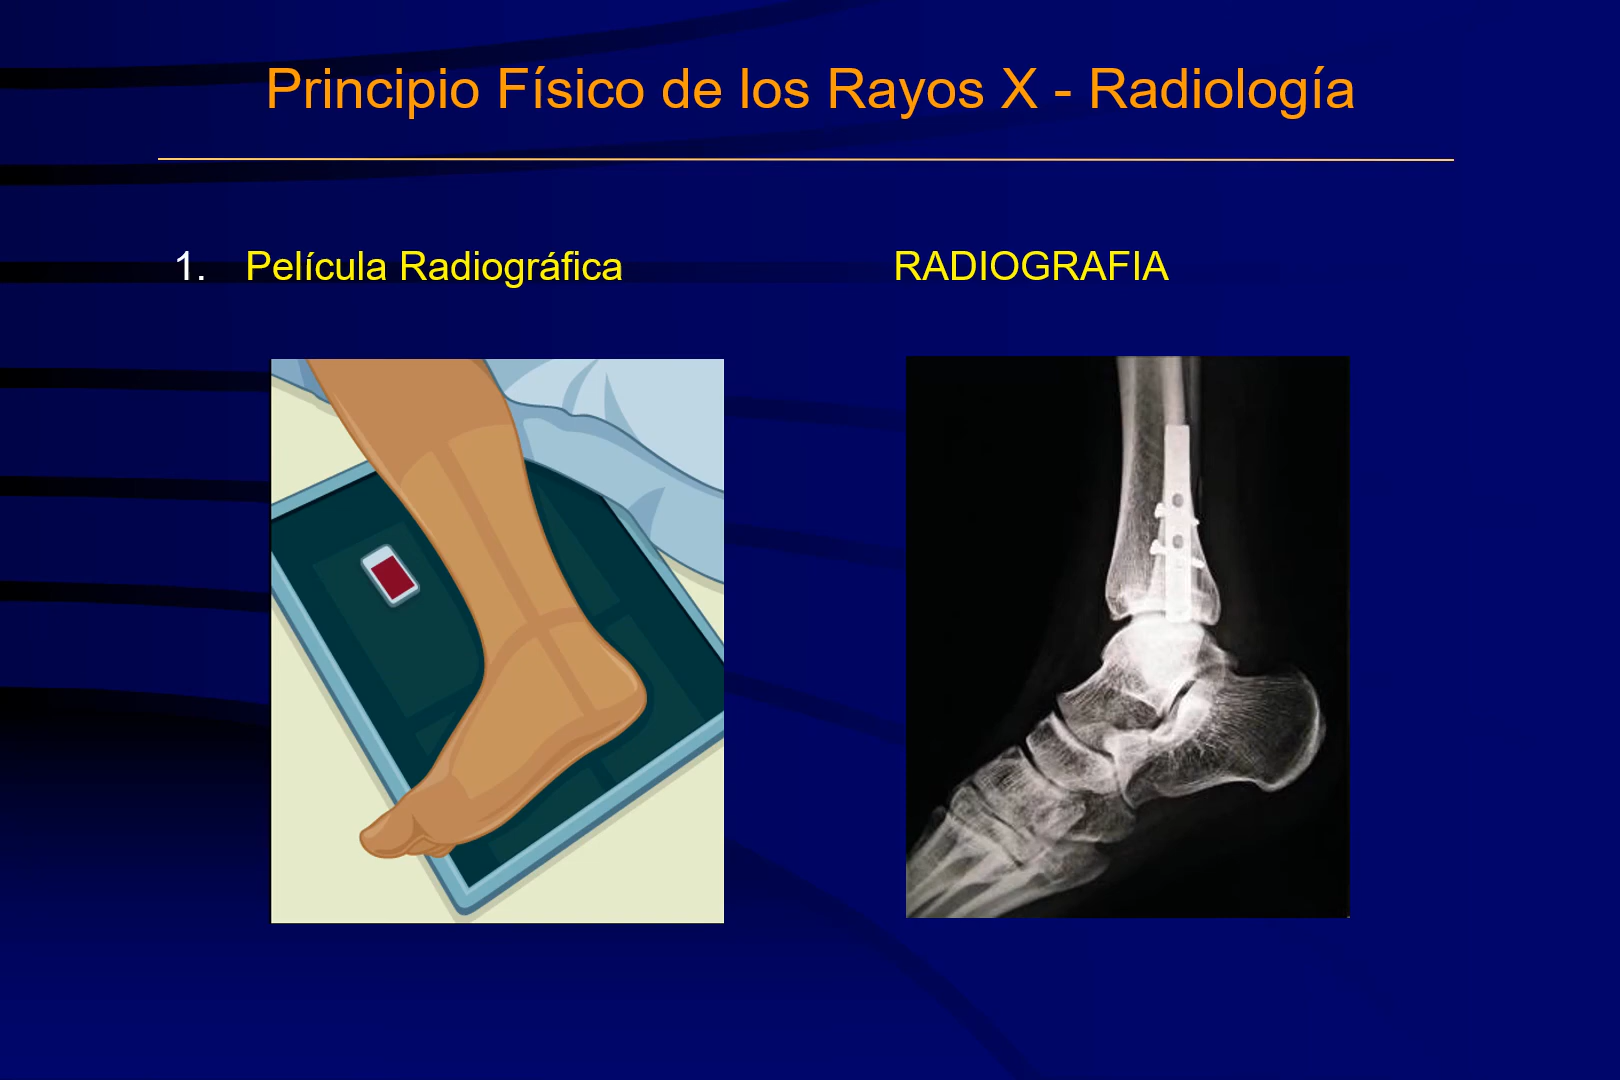 Principio Físico de los Rayos X - Radiología
1. Película Radiográfica
RADIOGRAFIA